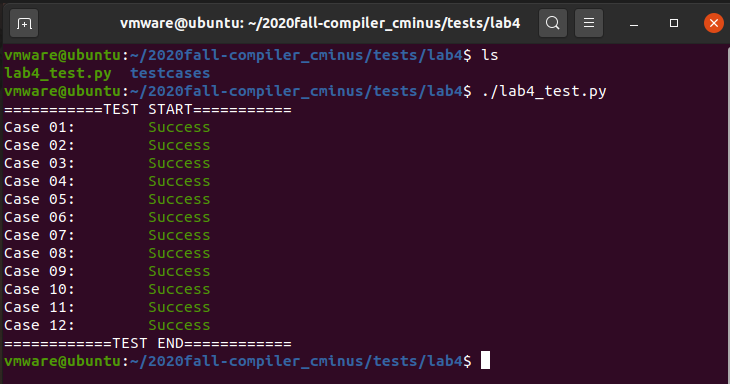 vmware@ubuntu: ~/2020fall-compiler_cminus/tests/lab4
vmware@ubuntu:~/2020fall-compiler_cminus/tests/lab4$ ls
lab4_test.py  testcases
vmware@ubuntu:~/2020fall-compiler_cminus/tests/lab4$ ./lab4_test.py
===========TEST START===========
Case 01:        Success
Case 02:        Success
Case 03:        Success
Case 04:        Success
Case 05:        Success
Case 06:        Success
Case 07:        Success
Case 08:        Success
Case 09:        Success
Case 10:        Success
Case 11:        Success
Case 12:        Success
============TEST END============
vmware@ubuntu:~/2020fall-compiler_cminus/tests/lab4$